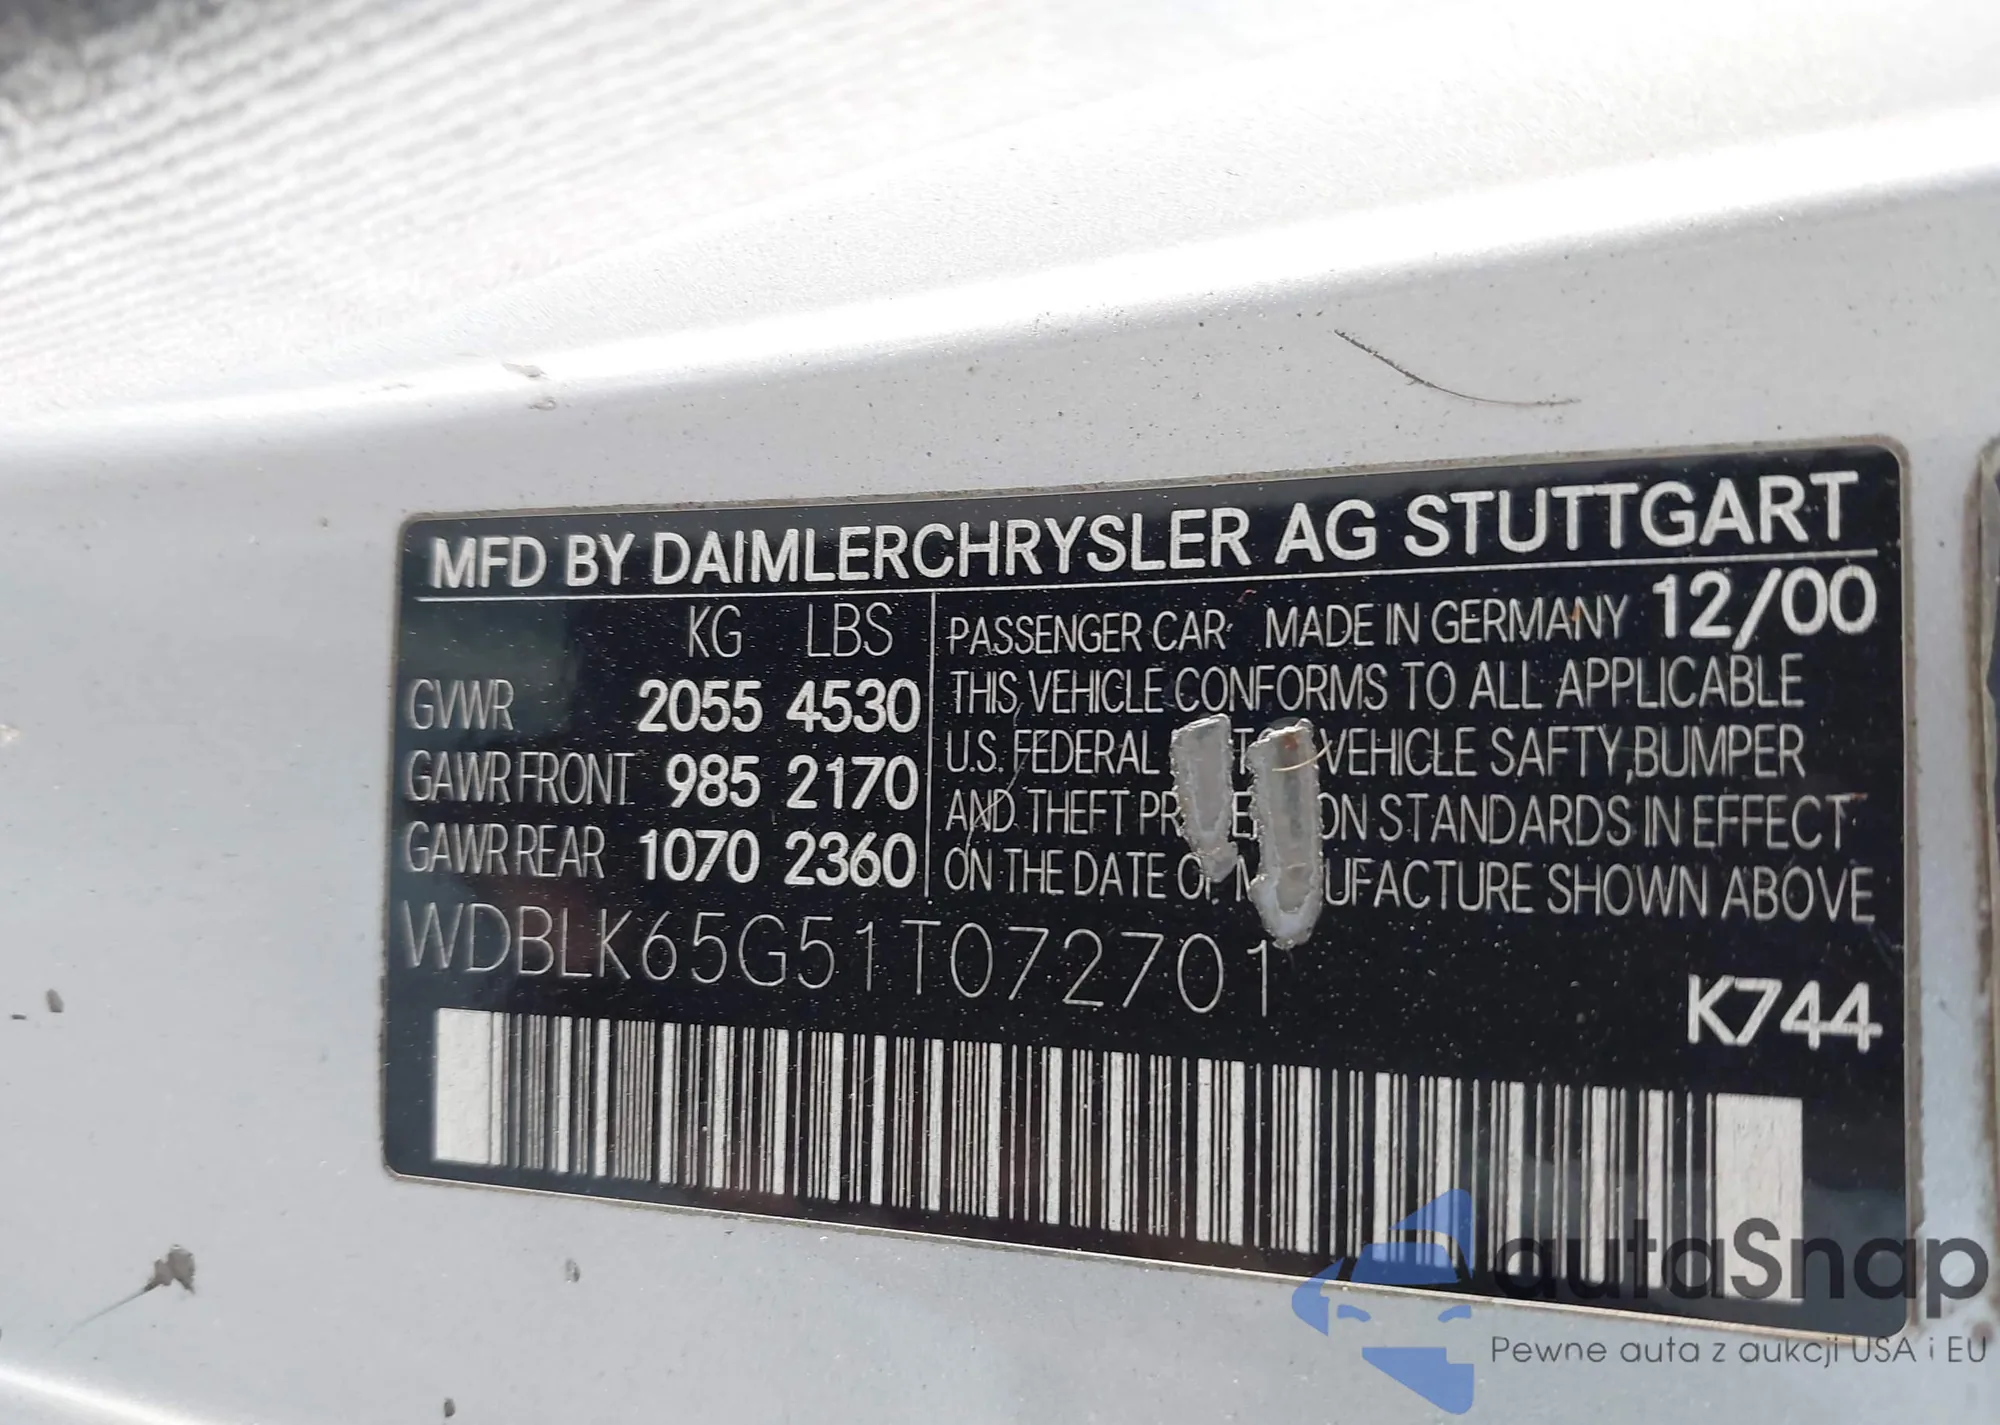 MFD BY DAIMLERCHRYSLER AG STUTTGART
KG LBS
GVWR 2055 4530
GAWR FRONT 985 2170
GAWR REAR 1070 2360
PASSENGER CAR MADE IN GERMANY 12/00
THIS VEHICLE CONFORMS TO ALL APPLICABLE
U.S. FEDERAL VEHICLE SAFTY,BUMPER
AND THEFT STANDARDS IN EFFECT
ON THE DATE SHOWN ABOVE
WDBLK65G51T072701
K744
autaSnap
Pewne auta z aukcji USA i EU